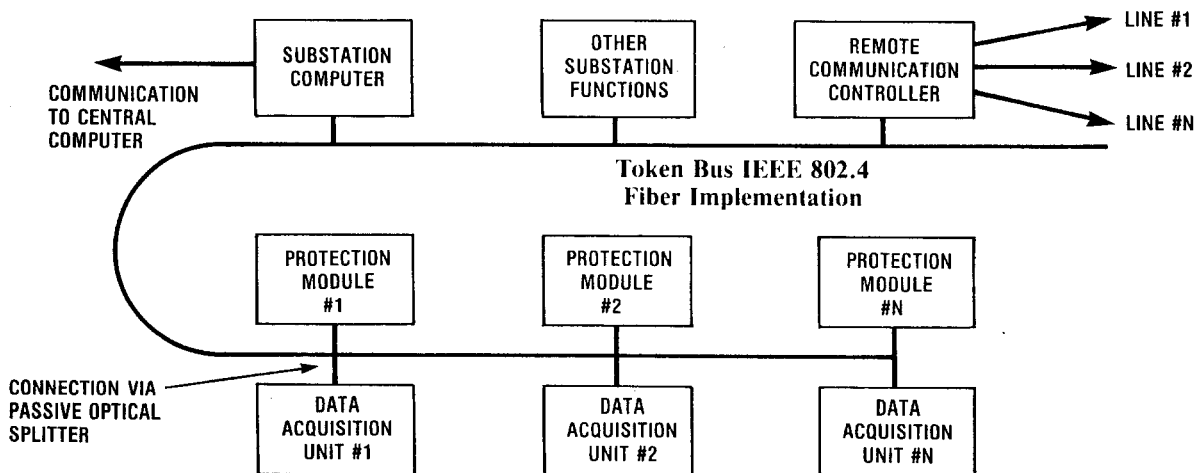 SUBSTATION
COMPUTER
OTHER
SUBSTATION
FUNCTIONS
REMOTE
COMMUNICATION
CONTROLLER
LINE #1
LINE #2
LINE #N
COMMUNICATION
TO CENTRAL
COMPUTER
Token Bus IEEE 802.4
Fiber Implementation
PROTECTION
MODULE
#1
PROTECTION
MODULE
#2
PROTECTION
MODULE
#N
CONNECTION VIA
PASSIVE OPTICAL
SPLITTER
DATA
ACQUISITION
UNIT #1
DATA
ACQUISITION
UNIT #2
DATA
ACQUISITION
UNIT #N